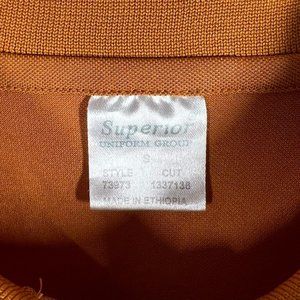 Superior
UNIFORM GROUP
S
STYLE CUT
73973 1337138
MADE IN ETHIOPIA